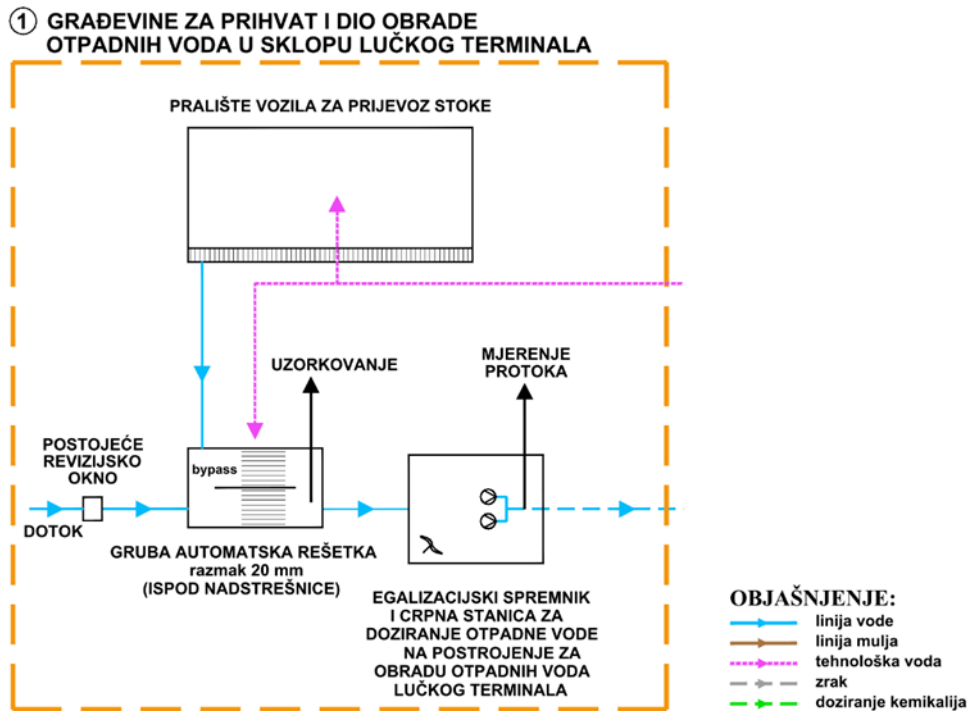 1 GRAĐEVINE ZA PRIHVAT I DIO OBRADE
OTPADNIH VODA U SKLOPU LUČKOG TERMINALA
PRALIŠTE VOZILA ZA PRIJEVOZ STOKE
UZORKOVANJE
MJERENJE
PROTOKA
POSTOJEĆE
REVIZIJSKO
OKNO
bypass
DOTOK
GRUBA AUTOMATSKA REŠETKA
razmak 20 mm
(ISPOD NADSTREŠNICE)
EGALIZACIJSKI SPREMNIK
I CRPNA STANICA ZA
DOZIRANJE OTPADNE VODE
NA POSTROJENJE ZA
OBRADU OTPADNIH VODA
LUČKOG TERMINALA
OBJAŠNJENJE:
linija vode
linija mulja
tehnološka voda
zrak
doziranje kemikalija